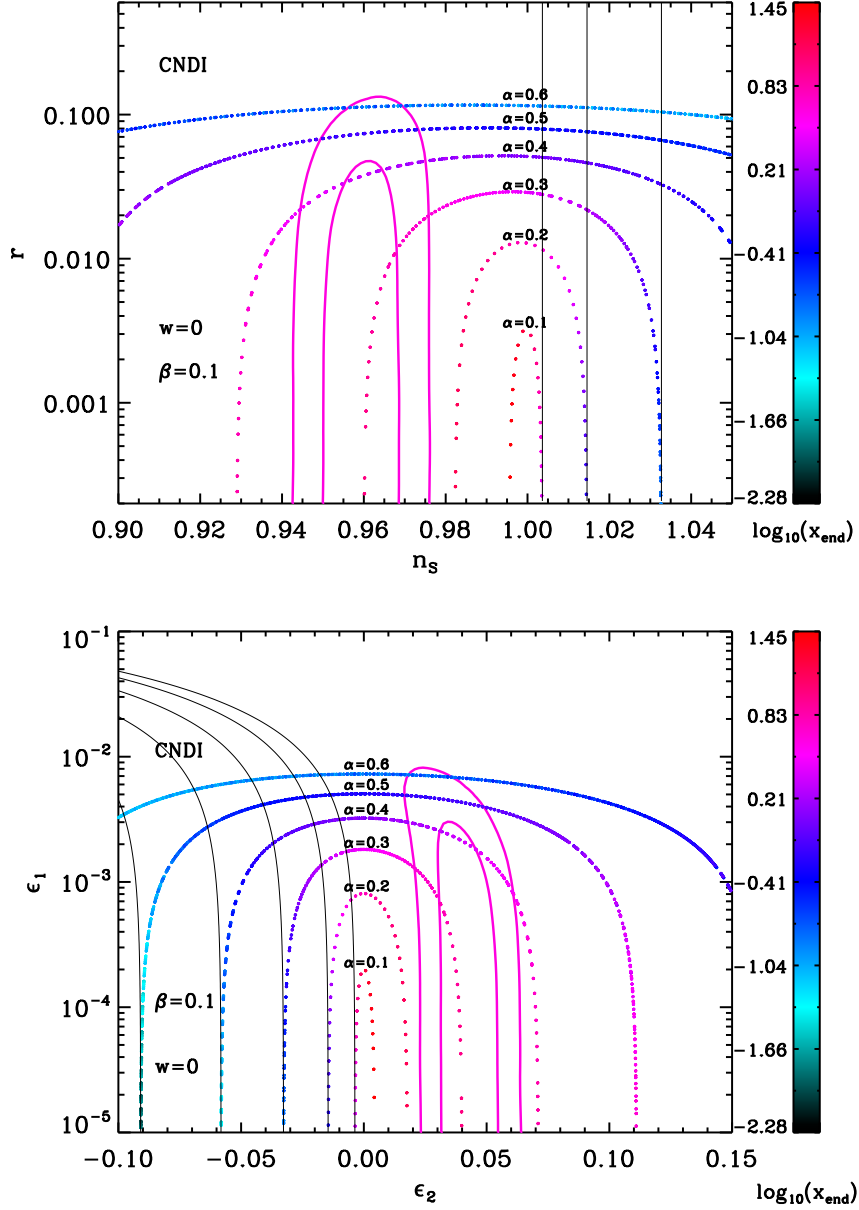 CNDI
α=0.6
α=0.5
α=0.4
α=0.3
α=0.2
α=0.1
w=0
β=0.1
r
0.100
0.010
0.001
0.90 0.92 0.94 0.96 0.98 1.00 1.02 1.04
n_S
1.45
0.83
0.21
−0.41
−1.04
−1.66
−2.28
log₁₀(x_end)
CNDI
α=0.6
α=0.5
α=0.4
α=0.3
α=0.2
α=0.1
β=0.1
w=0
ϵ₁
10⁻¹
10⁻²
10⁻³
10⁻⁴
10⁻⁵
−0.10 −0.05 0.00 0.05 0.10 0.15
ϵ₂
1.45
0.83
0.21
−0.41
−1.04
−1.66
−2.28
log₁₀(x_end)